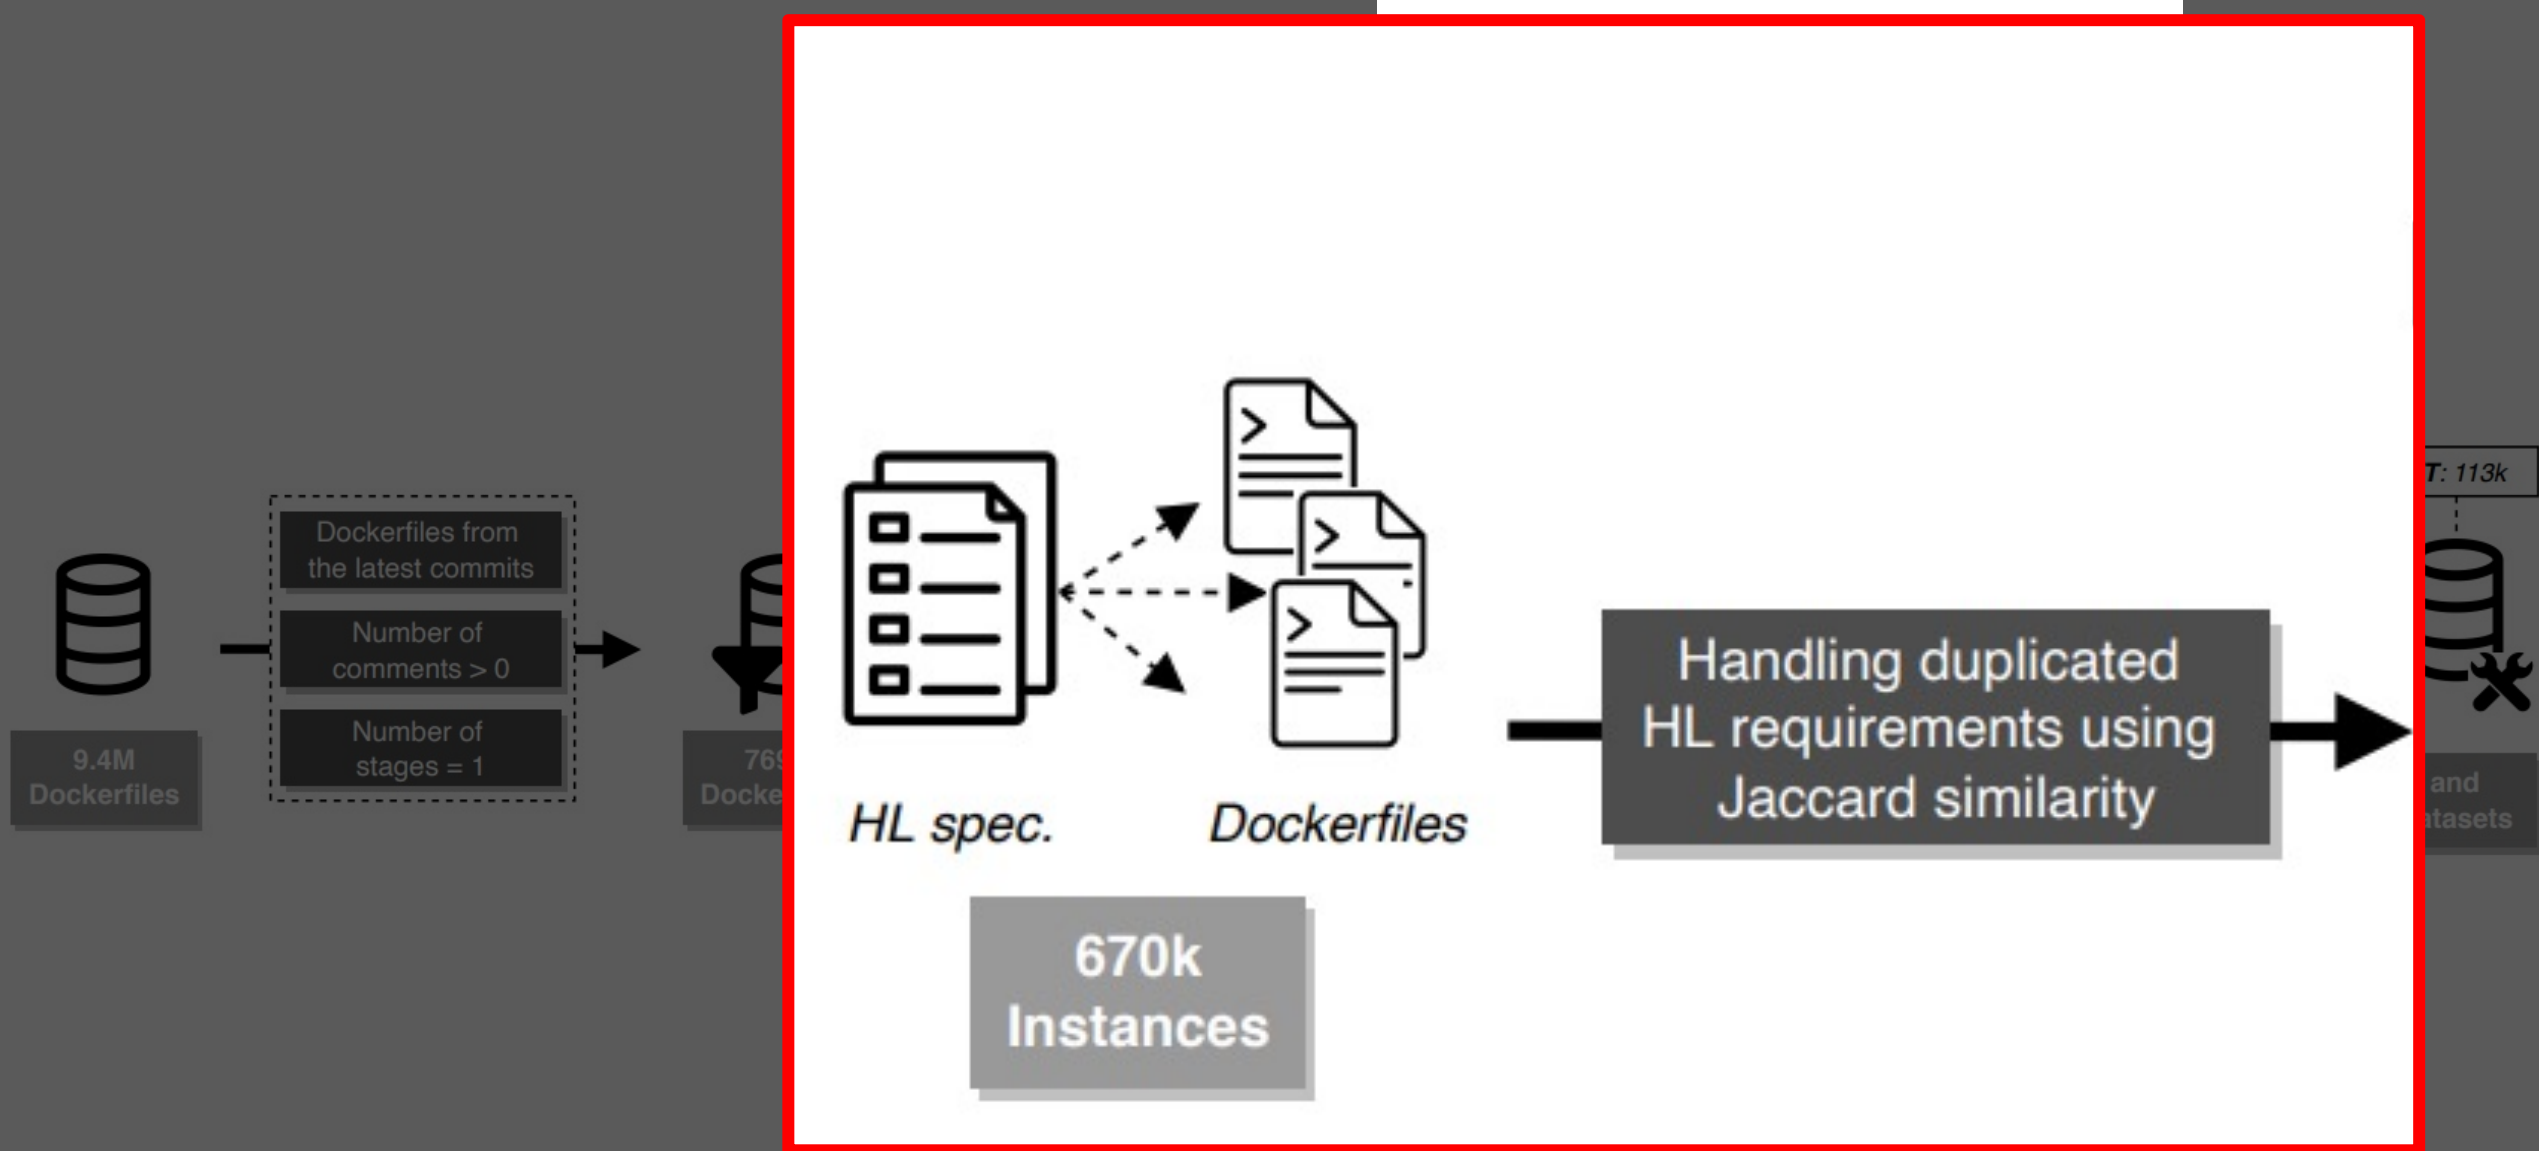 Dockerfiles from
the latest commits
Number of
comments > 0
Number of
stages = 1
9.4M
Dockerfiles
HL spec.
Dockerfiles
670k
Instances
Handling duplicated
HL requirements using
Jaccard similarity
T: 113k
and